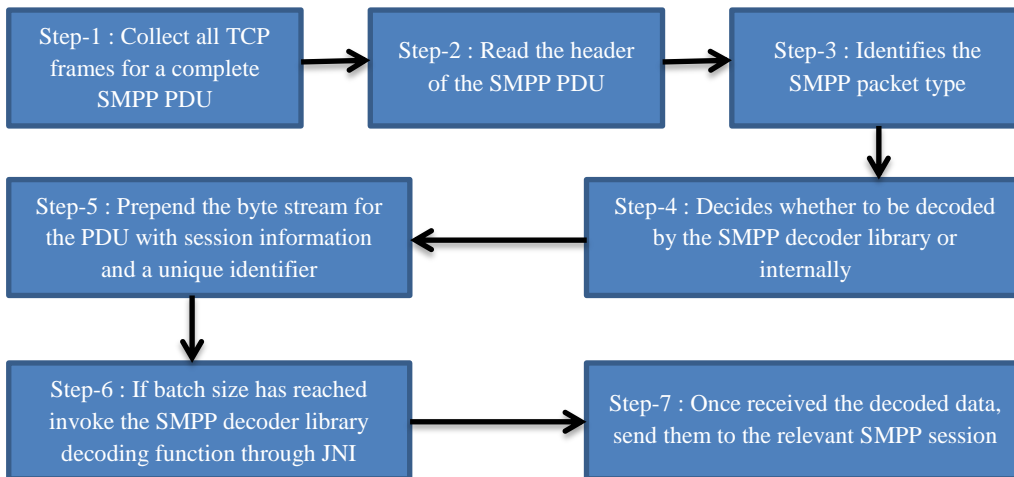 Step-1 : Collect all TCP
frames for a complete
SMPP PDU
Step-2 : Read the header
of the SMPP PDU
Step-3 : Identifies the
SMPP packet type
Step-4 : Decides whether to be decoded
by the SMPP decoder library or
internally
Step-5 : Prepend the byte stream for
the PDU with session information
and a unique identifier
Step-6 : If batch size has reached
invoke the SMPP decoder library
decoding function through JNI
Step-7 : Once received the decoded data,
send them to the relevant SMPP session